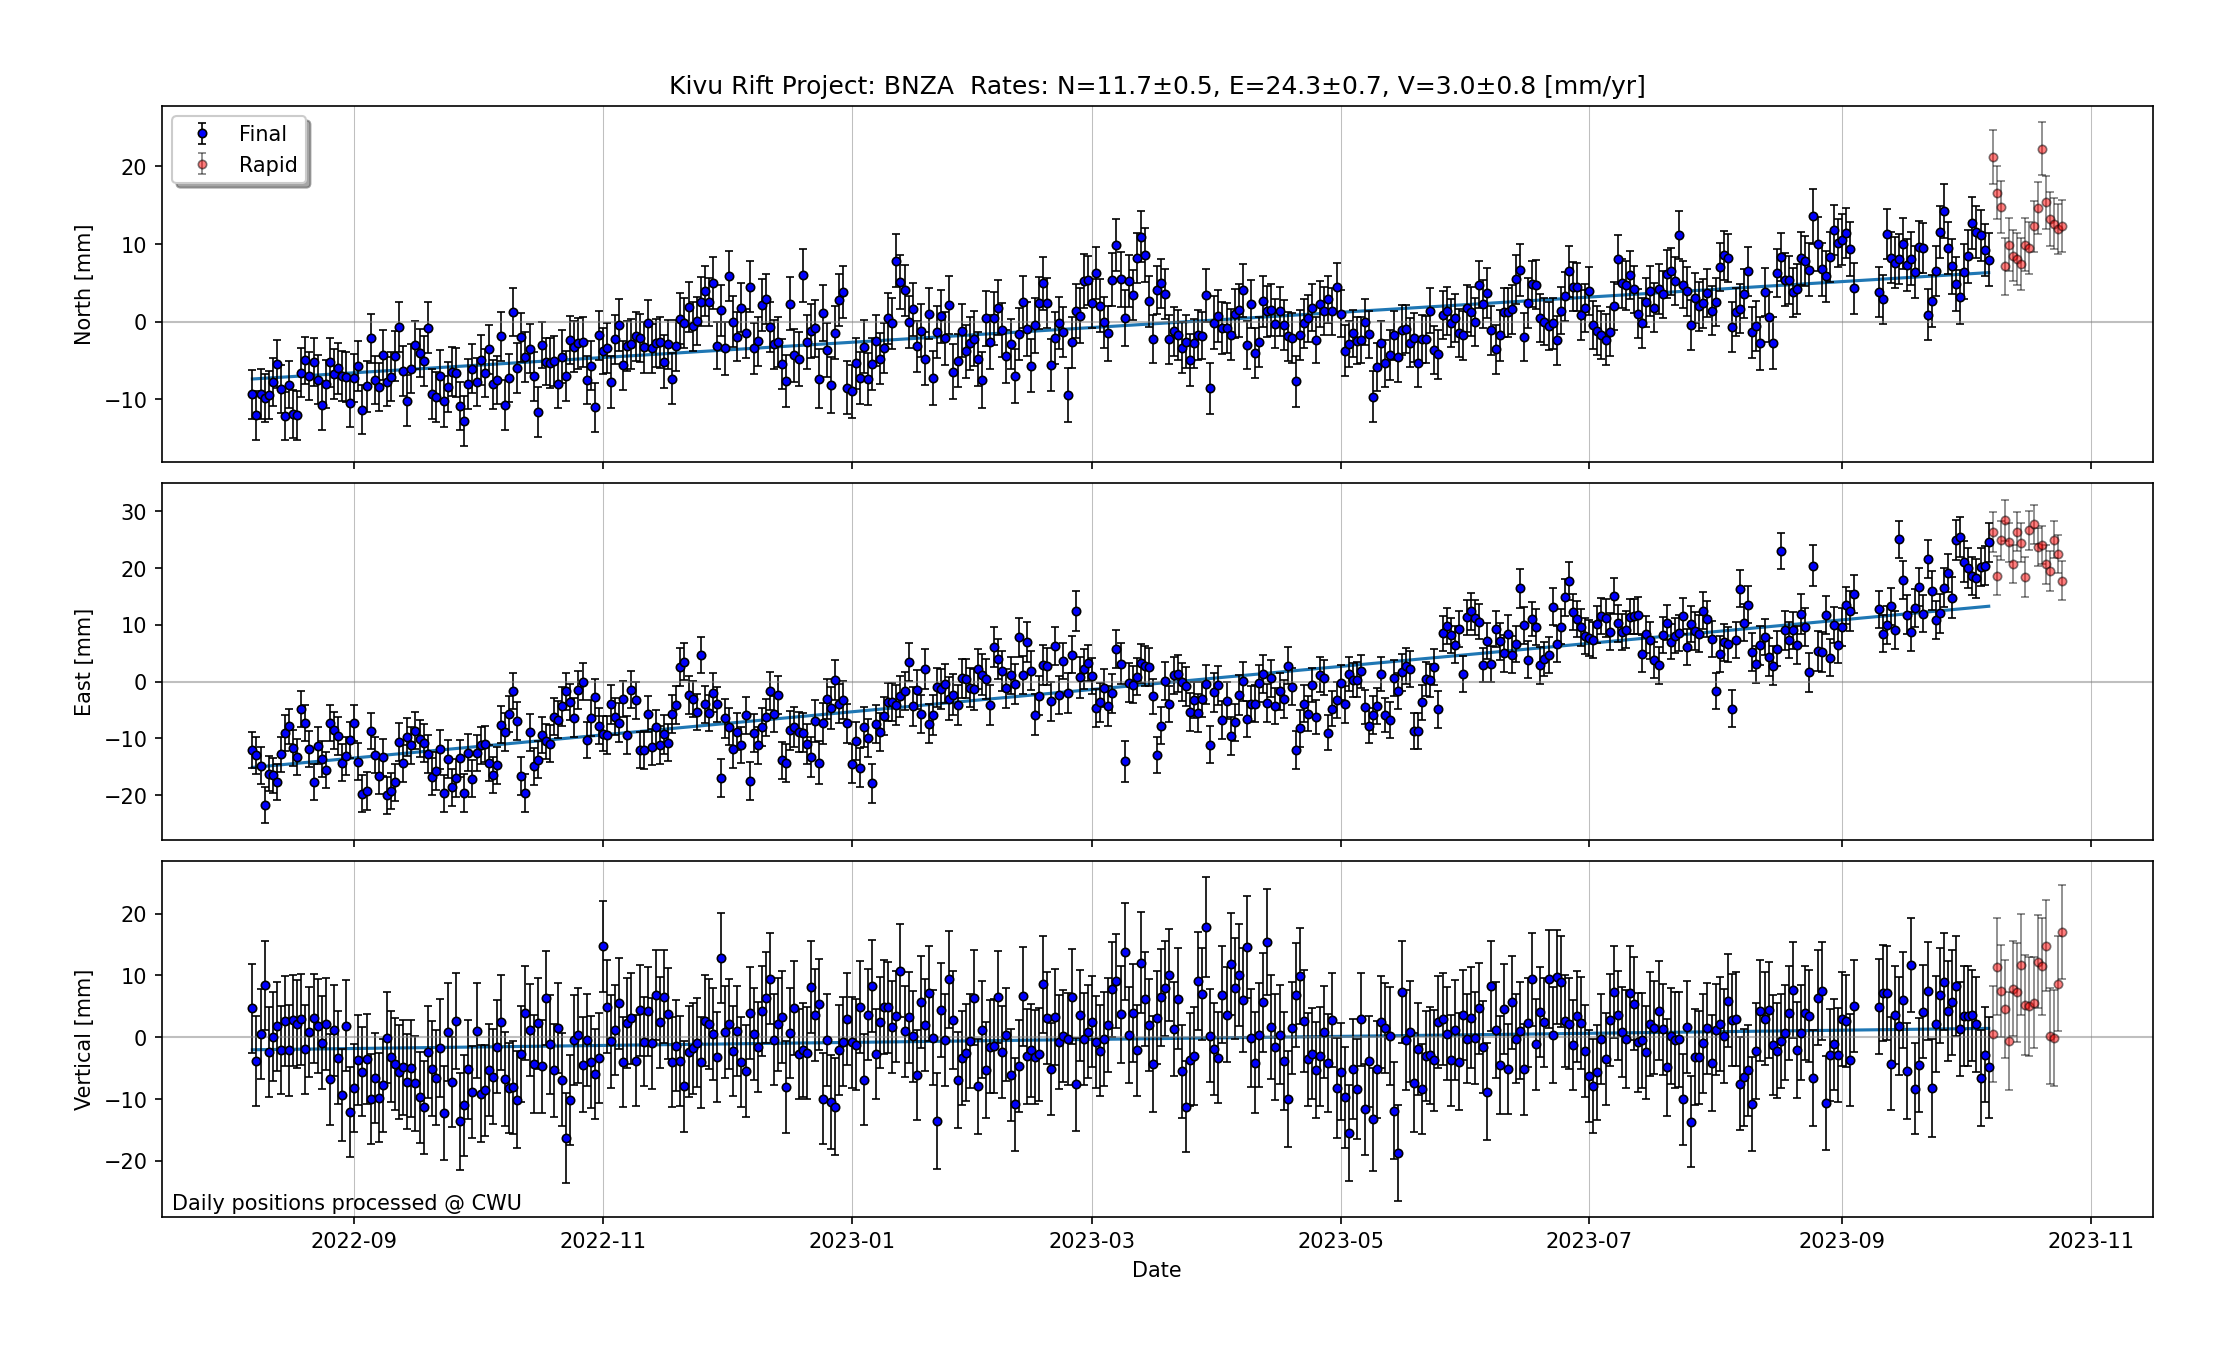 Kivu Rift Project: BNZA  Rates: N=11.7±0.5, E=24.3±0.7, V=3.0±0.8 [mm/yr]
Final
Rapid
North [mm]
20
10
0
−10
East [mm]
30
20
10
0
−10
−20
Vertical [mm]
20
10
0
−10
−20
Daily positions processed @ CWU
2022-09 2022-11 2023-01 2023-03 2023-05 2023-07 2023-09 2023-11
Date